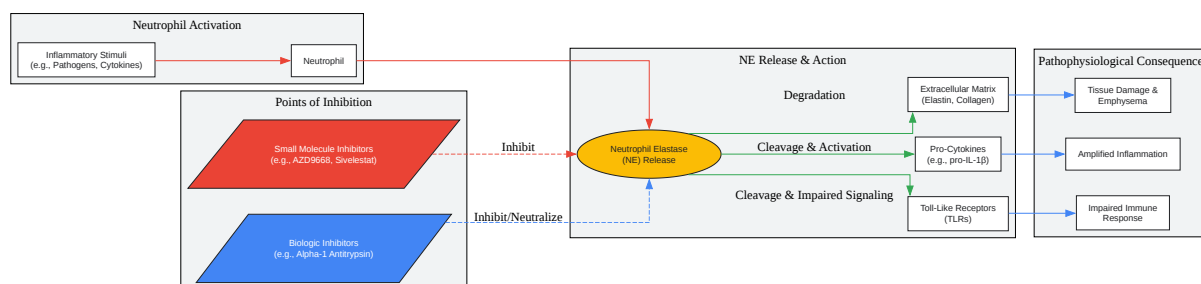 Neutrophil Activation
Inflammatory Stimuli
(e.g., Pathogens, Cytokines)
Neutrophil
Points of Inhibition
Small Molecule Inhibitors
(e.g., AZD9668, Sivelestat)
Inhibit
Biologic Inhibitors
(e.g., Alpha-1 Antitrypsin)
Inhibit/Neutralize
NE Release & Action
Neutrophil Elastase
(NE) Release
Degradation
Extracellular Matrix
(Elastin, Collagen)
Cleavage & Activation
Pro-Cytokines
(e.g., pro-IL-1β)
Cleavage & Impaired Signaling
Toll-Like Receptors
(TLRs)
Pathophysiological Consequence
Tissue Damage &
Emphysema
Amplified Inflammation
Impaired Immune
Response